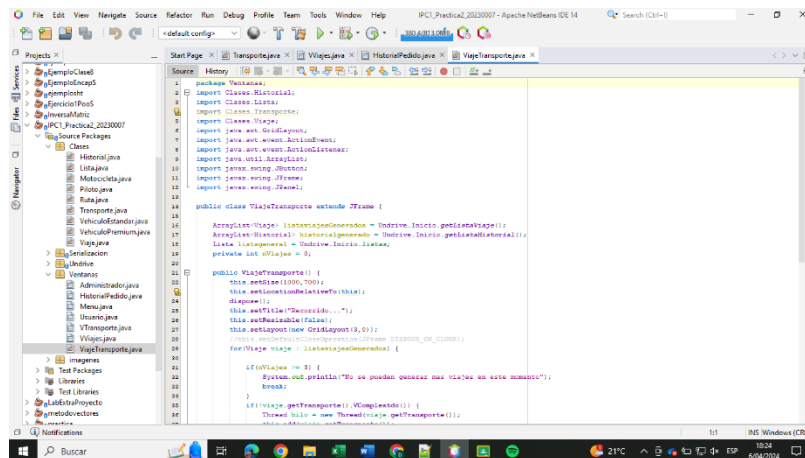 File Edit View Navigate Source Refactor Run Debug Profile Team Tools Window Help IPC1_Practica2_20230007 - Apache NetBeans IDE 14 Search (Ctrl+I)
<default config> 380.4/813.0MB
Projects Start Page Transporte.java VViajes.java HistorialPedido.java ViajeTransporte.java
Source History
Services
Files
Navigator
EjemploClase8
EjemploEncapS
ejemplosht
Ejercicio1PooS
InversaMatriz
IPC1_Practica2_20230007
Source Packages
Clases
Historial.java
Lista.java
Motocicleta.java
Piloto.java
Ruta.java
Transporte.java
VehiculoEstandar.java
VehiculoPremium.java
Viaje.java
Serializacion
Undrive
Ventanas
Administrador.java
HistorialPedido.java
Menu.java
Usuario.java
VTransporte.java
VViajes.java
ViajeTransporte.java
imagenes
Test Packages
Libraries
Test Libraries
LabExtraProyecto
metodovectores
1 package Ventanas;
2 import Clases.Historial;
3 import Clases.Lista;
import Clases.Transporte;
5 import Clases.Viaje;
6 import java.awt.GridLayout;
7 import java.awt.event.ActionEvent;
8 import java.awt.event.ActionListener;
9 import java.util.ArrayList;
10 import javax.swing.JButton;
11 import javax.swing.JFrame;
12 import javax.swing.JPanel;
13
14 public class ViajeTransporte extends JFrame {
15
16 ArrayList<Viaje> listaviajesGenerados = Undrive.Inicio.getListaViaje();
17 ArrayList<Historial> historialgenerado = Undrive.Inicio.getListaHistorial();
18 Lista listageneral = Undrive.Inicio.listas;
19 private int nViajes = 0;
20
21 public ViajeTransporte() {
22 this.setSize(1000,700);
this.setLocationRelativeTo(this);
24 dispose();
25 this.setTitle("Recorrido...");
26 this.setResizable(false);
27 this.setLayout(new GridLayout(3,0));
28 //this.setDefaultCloseOperation(JFrame.DISPOSE_ON_CLOSE);
29 for(Viaje viaje : listaviajesGenerados) {
30
31 if(nViajes >= 3) {
32 System.out.println("No se pueden generar mas viajes en este momento");
33 break;
34 }
35 if(!viaje.getTransporte().VCompleatdo()) {
36 Thread hilo = new Thread(viaje.getTransporte());
Notifications 1:1 INS Windows (CR
Buscar 21°C ESP 18:24
6/04/2024